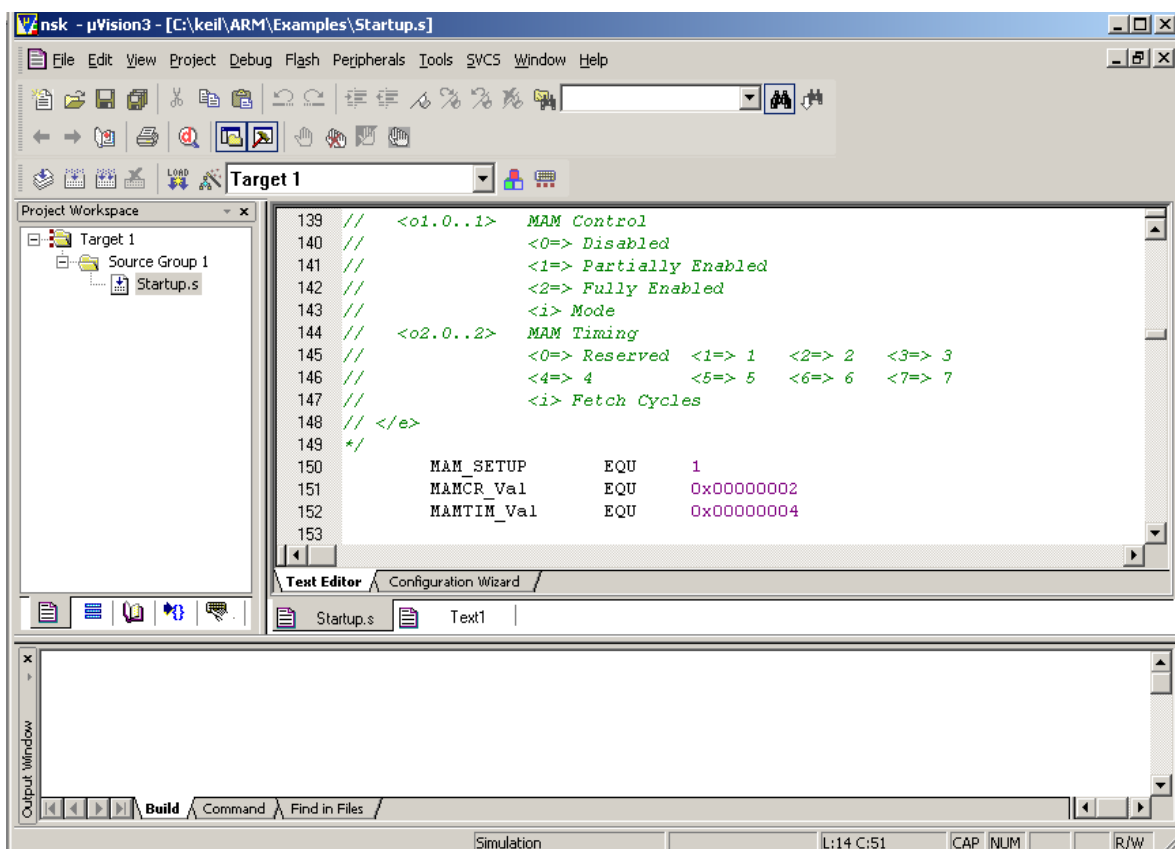 nsk - µVision3 - [C:\keil\ARM\Examples\Startup.s]
File Edit View Project Debug Flash Peripherals Tools SVCS Window Help
LOAD Target 1
Project Workspace
Target 1
Source Group 1
Startup.s
139 // <o1.0..1> MAM Control
140 // <0=> Disabled
141 // <1=> Partially Enabled
142 // <2=> Fully Enabled
143 // <i> Mode
144 // <o2.0..2> MAM Timing
145 // <0=> Reserved <1=> 1 <2=> 2 <3=> 3
146 // <4=> 4 <5=> 5 <6=> 6 <7=> 7
147 // <i> Fetch Cycles
148 // </e>
149 */
150 MAM_SETUP EQU 1
151 MAMCR_Val EQU 0x00000002
152 MAMTIM_Val EQU 0x00000004
153
Text Editor Configuration Wizard
Startup.s Text1
Output Window
Build Command Find in Files
Simulation L:14 C:51 CAP NUM R/W